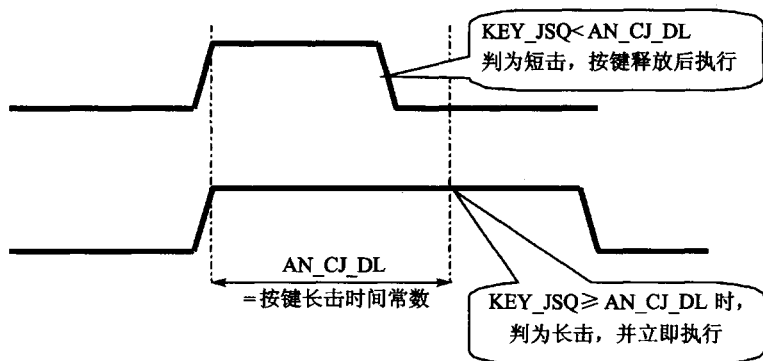 KEY_JSQ< AN_CJ_DL
判为短击，按键释放后执行
AN_CJ_DL
=按键长击时间常数
KEY_JSQ≥ AN_CJ_DL 时，
判为长击，并立即执行